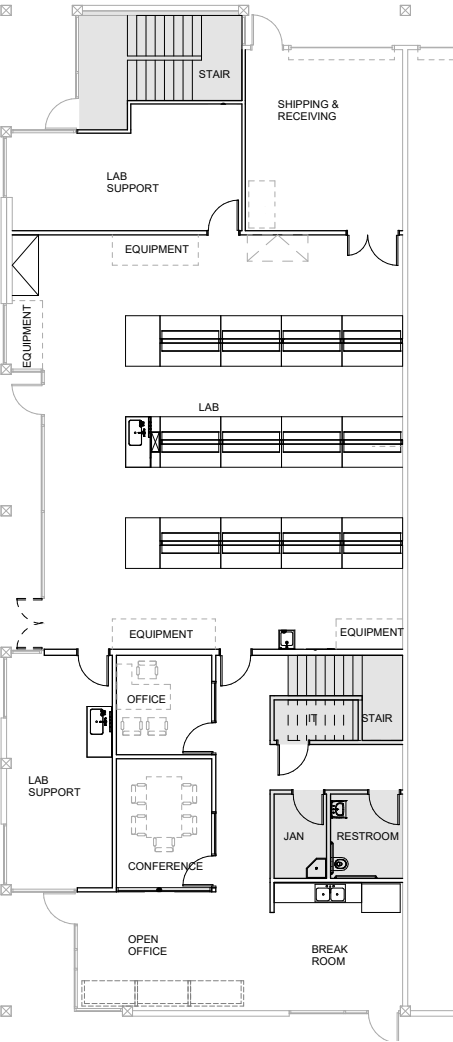 STAIR
SHIPPING &
RECEIVING
LAB
SUPPORT
EQUIPMENT
EQUIPMENT
LAB
EQUIPMENT
EQUIPMENT
OFFICE
IT
STAIR
LAB
SUPPORT
JAN
RESTROOM
CONFERENCE
OPEN
OFFICE
BREAK
ROOM